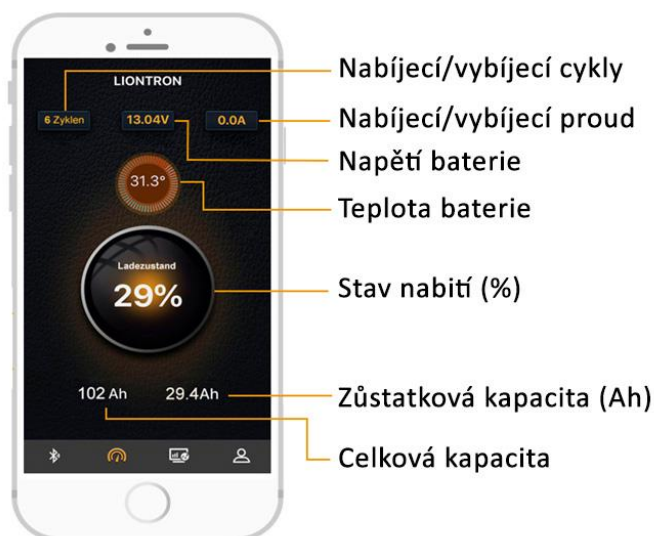 LIONTRON
6 Zyklen 13.04V 0.0A
31.3°
Ladezustand
29%
102 Ah 29.4Ah
Nabíjecí/vybíjecí cykly
Nabíjecí/vybíjecí proud
Napětí baterie
Teplota baterie
Stav nabití (%)
Zůstatková kapacita (Ah)
Celková kapacita